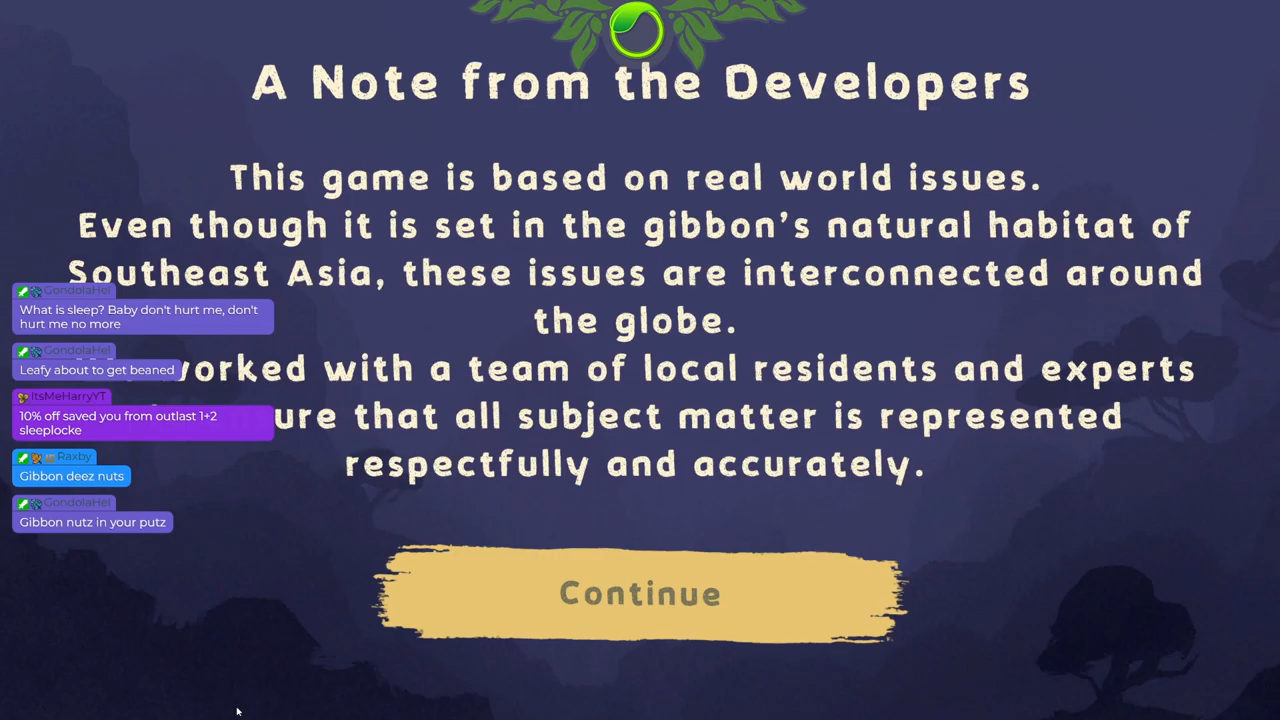 A Note from the Developers
This game is based on real world issues.
Even though it is set in the gibbon's natural habitat of
Southeast Asia, these issues are interconnected around
the globe.
worked with a team of local residents and experts
ure that all subject matter is represented
respectfully and accurately.
GondolaHel
What is sleep? Baby don't hurt me, don't
hurt me no more
GondolaHel
Leafy about to get beaned
ItsMeHarryYT
10% off saved you from outlast 1+2
sleeplocke
Raxby
Gibbon deez nuts
GondolaHel
Gibbon nutz in your putz
Continue